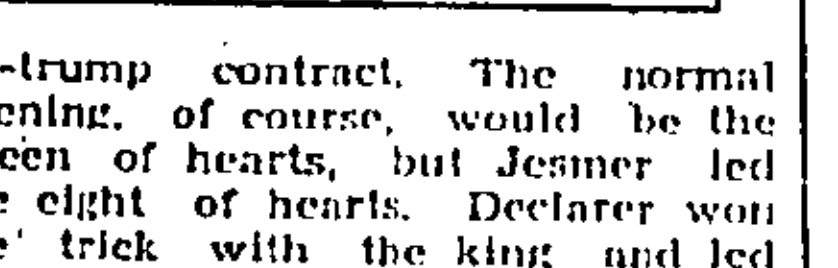 -trump contract. The normal
ening, of course, would be the
een of hearts, but Jesmer led
e eight of hearts. Declarer won
e' trick with the king and led